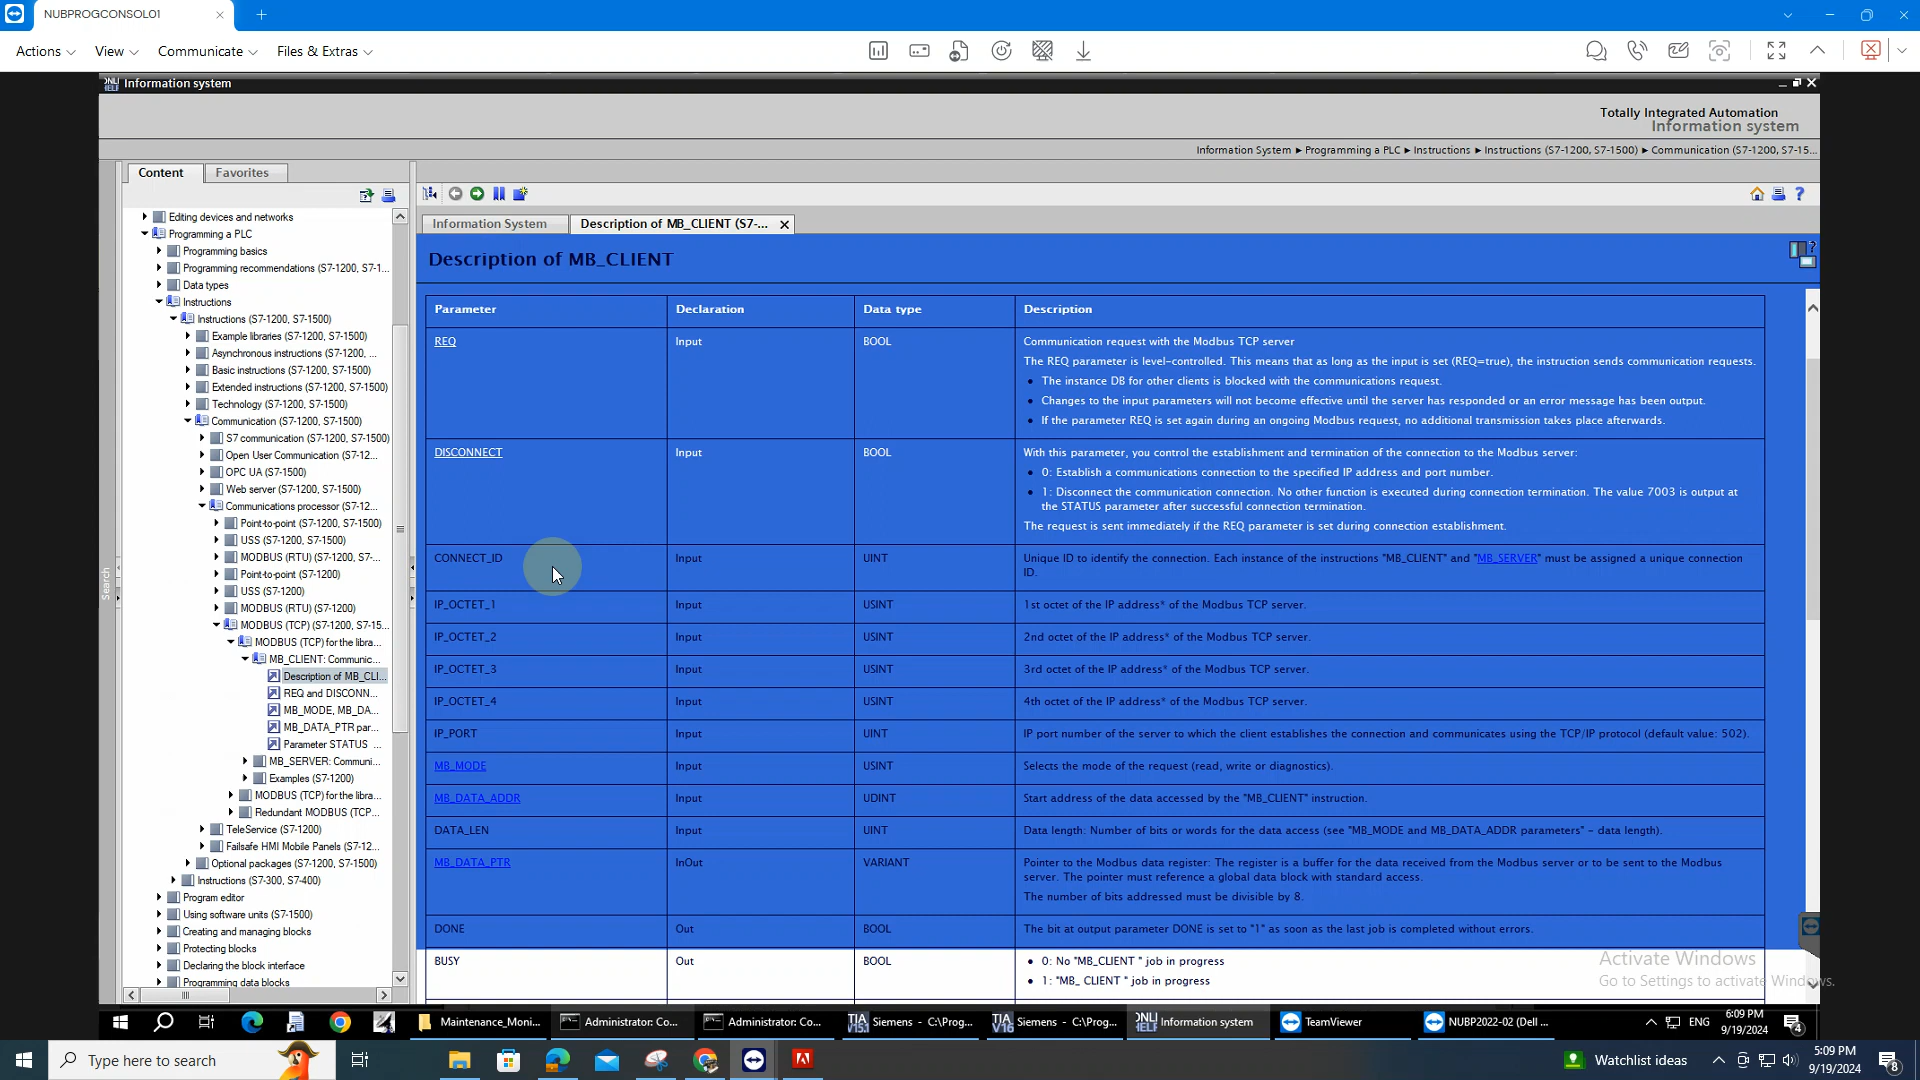 NUBPROGCONSOL01
Actions
View
Communicate
Files & Extras
Information system
Totally Integrated Automation
Information system
Information System ▸ Programming a PLC ▸ Instructions ▸ Instructions (S7-1200, S7-1500) ▸ Communication (S7-1200, S7-15...
Content
Favorites
Search
Editing devices and networks
Programming a PLC
Programming basics
Programming recommendations (S7-1200, S7-1...
Data types
Instructions
Instructions (S7-1200, S7-1500)
Example libraries (S7-1200, S7-1500)
Asynchronous instructions (S7-1200, ...
Basic instructions (S7-1200, S7-1500)
Extended instructions (S7-1200, S7-1500)
Technology (S7-1200, S7-1500)
Communication (S7-1200, S7-1500)
S7 communication (S7-1200, S7-1500)
Open User Communication (S7-12...
OPC UA (S7-1500)
Web server (S7-1200, S7-1500)
Communications processor (S7-12...
Point-to-point (S7-1200, S7-1500)
USS (S7-1200, S7-1500)
MODBUS (RTU) (S7-1200, S7-...
Point-to-point (S7-1200)
USS (S7-1200)
MODBUS (RTU) (S7-1200)
MODBUS (TCP) (S7-1200, S7-15...
MODBUS (TCP) for the libra...
MB_CLIENT: Communic...
Description of MB_CLI...
REQ and DISCONN...
MB_MODE, MB_DA...
MB_DATA_PTR par...
Parameter STATUS ...
MB_SERVER: Communi...
Examples (S7-1200)
MODBUS (TCP) for the libra...
Redundant MODBUS (TCP...
TeleService (S7-1200)
Failsafe HMI Mobile Panels (S7-12...
Optional packages (S7-1200, S7-1500)
Instructions (S7-300, S7-400)
Program editor
Using software units (S7-1500)
Creating and managing blocks
Protecting blocks
Declaring the block interface
Programming data blocks
Information System
Description of MB_CLIENT (S7-...
Description of MB_CLIENT
Parameter Declaration Data type Description
REQ Input BOOL Communication request with the Modbus TCP server
The REQ parameter is level-controlled. This means that as long as the input is set (REQ=true), the instruction sends communication requests.
• The instance DB for other clients is blocked with the communications request.
• Changes to the input parameters will not become effective until the server has responded or an error message has been output.
• If the parameter REQ is set again during an ongoing Modbus request, no additional transmission takes place afterwards.
DISCONNECT Input BOOL With this parameter, you control the establishment and termination of the connection to the Modbus server:
• 0: Establish a communications connection to the specified IP address and port number.
• 1: Disconnect the communication connection. No other function is executed during connection termination. The value 7003 is output at
the STATUS parameter after successful connection termination.
The request is sent immediately if the REQ parameter is set during connection establishment.
CONNECT_ID Input UINT Unique ID to identify the connection. Each instance of the instructions "MB_CLIENT" and "MB_SERVER" must be assigned a unique connection
ID.
IP_OCTET_1 Input USINT 1st octet of the IP address* of the Modbus TCP server.
IP_OCTET_2 Input USINT 2nd octet of the IP address* of the Modbus TCP server.
IP_OCTET_3 Input USINT 3rd octet of the IP address* of the Modbus TCP server.
IP_OCTET_4 Input USINT 4th octet of the IP address* of the Modbus TCP server.
IP_PORT Input UINT IP port number of the server to which the client establishes the connection and communicates using the TCP/IP protocol (default value: 502).
MB_MODE Input USINT Selects the mode of the request (read, write or diagnostics).
MB_DATA_ADDR Input UDINT Start address of the data accessed by the "MB_CLIENT" instruction.
DATA_LEN Input UINT Data length: Number of bits or words for the data access (see "MB_MODE and MB_DATA_ADDR parameters" - data length).
MB_DATA_PTR InOut VARIANT Pointer to the Modbus data register: The register is a buffer for the data received from the Modbus server or to be sent to the Modbus
server. The pointer must reference a global data block with standard access.
The number of bits addressed must be divisible by 8.
DONE Out BOOL The bit at output parameter DONE is set to "1" as soon as the last job is completed without errors.
BUSY Out BOOL • 0: No "MB_CLIENT " job in progress
• 1: "MB_ CLIENT " job in progress
Activate Windows
Go to Settings to activate Windows.
Maintenance_Moni...
Administrator: Co...
Administrator: Co...
Siemens - C:\Prog...
Siemens - C:\Prog...
Information system
TeamViewer
NUBP2022-02 (Dell ...
ENG
6:09 PM
9/19/2024
4
Type here to search
Watchlist ideas
5:09 PM
9/19/2024
8